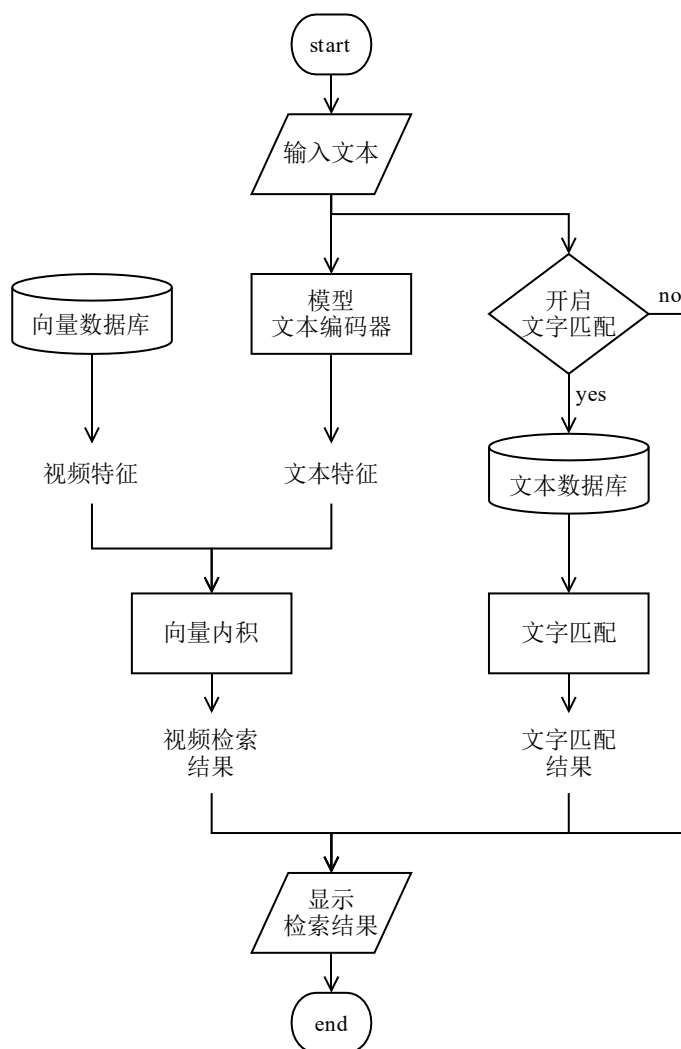 start
输入文本
向量数据库
模型
文本编码器
开启
文字匹配
no
yes
视频特征
文本特征
文本数据库
向量内积
文字匹配
视频检索
结果
文字匹配
结果
显示
检索结果
end